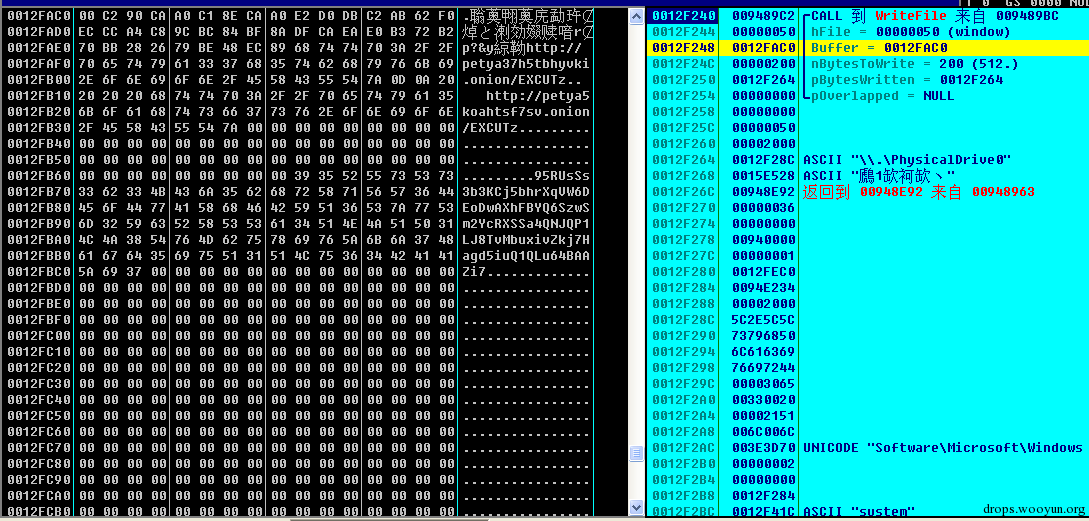 0012FAC0 00 C2 90 CA A0 C1 8E CA A0 E2 D0 DB C2 AB 62 F0
0012FAD0 EC CC A4 C8 9C BC 84 BF 8A DF CA EA E0 B3 72 B2
0012FAE0 70 BB 28 26 79 BE 48 EC 89 68 74 74 70 3A 2F 2F http://
0012FAF0 70 65 74 79 61 33 37 68 35 74 62 68 79 76 6B 69 petya37h5tbhyvki
0012FB00 2E 6F 6E 69 6F 6E 2F 45 58 43 55 54 7A 0D 0A 20 .onion/EXCUTz..
0012FB10 20 20 20 68 74 74 70 3A 2F 2F 70 65 74 79 61 35 http://petya5
0012FB20 6B 6F 61 68 74 73 66 37 73 76 2E 6F 6E 69 6F 6E koahtsf7sv.onion
0012FB30 2F 45 58 43 55 54 7A 00 00 00 00 00 00 00 00 00 /EXCUTz.........
0012FB40 00 00 00 00 00 00 00 00 00 00 00 00 00 00 00 00 ................
0012FB50 00 00 00 00 00 00 00 00 00 00 00 00 00 00 00 00 ................
0012FB60 00 00 00 00 00 00 00 00 00 39 35 52 55 73 53 73 .........95RUsSs
0012FB70 33 62 33 4B 43 6A 35 62 68 72 58 71 56 57 36 44 3b3KCj5bhrXqVW6D
0012FB80 45 6F 44 77 41 58 68 46 42 59 51 36 53 7A 77 53 EoDwAXhFBYQ6SzwS
0012FB90 6D 32 59 63 52 58 53 53 61 34 51 4E 4A 51 50 31 m2YcRXSSa4QNJQP1
0012FBA0 4C 4A 38 54 76 4D 62 75 78 69 76 5A 6B 6A 37 48 LJ8TvMbuxivZkj7H
0012FBB0 61 67 64 35 69 75 51 31 51 4C 75 36 34 42 41 41 agd5iuQ1QLu64BAA
0012FBC0 5A 69 37 00 00 00 00 00 00 00 00 00 00 00 00 00 Zi7.............
0012FBD0 00 00 00 00 00 00 00 00 00 00 00 00 00 00 00 00 ................
0012FBE0 00 00 00 00 00 00 00 00 00 00 00 00 00 00 00 00 ................
0012FBF0 00 00 00 00 00 00 00 00 00 00 00 00 00 00 00 00 ................
0012FC00 00 00 00 00 00 00 00 00 00 00 00 00 00 00 00 00 ................
0012FC10 00 00 00 00 00 00 00 00 00 00 00 00 00 00 00 00 ................
0012FC20 00 00 00 00 00 00 00 00 00 00 00 00 00 00 00 00 ................
0012FC30 00 00 00 00 00 00 00 00 00 00 00 00 00 00 00 00 ................
0012FC40 00 00 00 00 00 00 00 00 00 00 00 00 00 00 00 00 ................
0012FC50 00 00 00 00 00 00 00 00 00 00 00 00 00 00 00 00 ................
0012FC60 00 00 00 00 00 00 00 00 00 00 00 00 00 00 00 00 ................
0012FC70 00 00 00 00 00 00 00 00 00 00 00 00 00 00 00 00 ................
0012FC80 00 00 00 00 00 00 00 00 00 00 00 00 00 00 00 00 ................
0012FC90 00 00 00 00 00 00 00 00 00 00 00 00 00 00 00 00 ................
0012FCA0 00 00 00 00 00 00 00 00 00 00 00 00 00 00 00 00 ................
0012F240 009489C2 CALL 到 WriteFile 来自 009489BC
0012F244 00000050 hFile = 00000050 (window)
0012F248 0012FAC0 Buffer = 0012FAC0
0012F24C 00000200 nBytesToWrite = 200 (512.)
0012F250 0012F264 pBytesWritten = 0012F264
0012F254 00000000 pOverlapped = NULL
0012F258 00000000
0012F25C 00000050
0012F260 00002000
0012F264 0012F28C ASCII "\\.\PhysicalDrive0"
0012F268 0015E528 ASCII
0012F26C 00948E92 返回到 00948E92 来自 00948963
0012F270 00000036
0012F274 00000000
0012F278 00940000
0012F27C 00000001
0012F280 0012FEC0
0012F284 0094E234
0012F288 00002000
0012F28C 5C2E5C5C
0012F290 73796850
0012F294 6C616369
0012F298 76697244
0012F29C 00003065
0012F2A0 00330020
0012F2A4 00002151
0012F2A8 006C006C
0012F2AC 003E3D70 UNICODE "Software\Microsoft\Windows
0012F2B0 00000002
0012F2B4 00000000
0012F2B8 0012F284
0012F2BC 0012F41C ASCII "system"
drops.wooyun.org